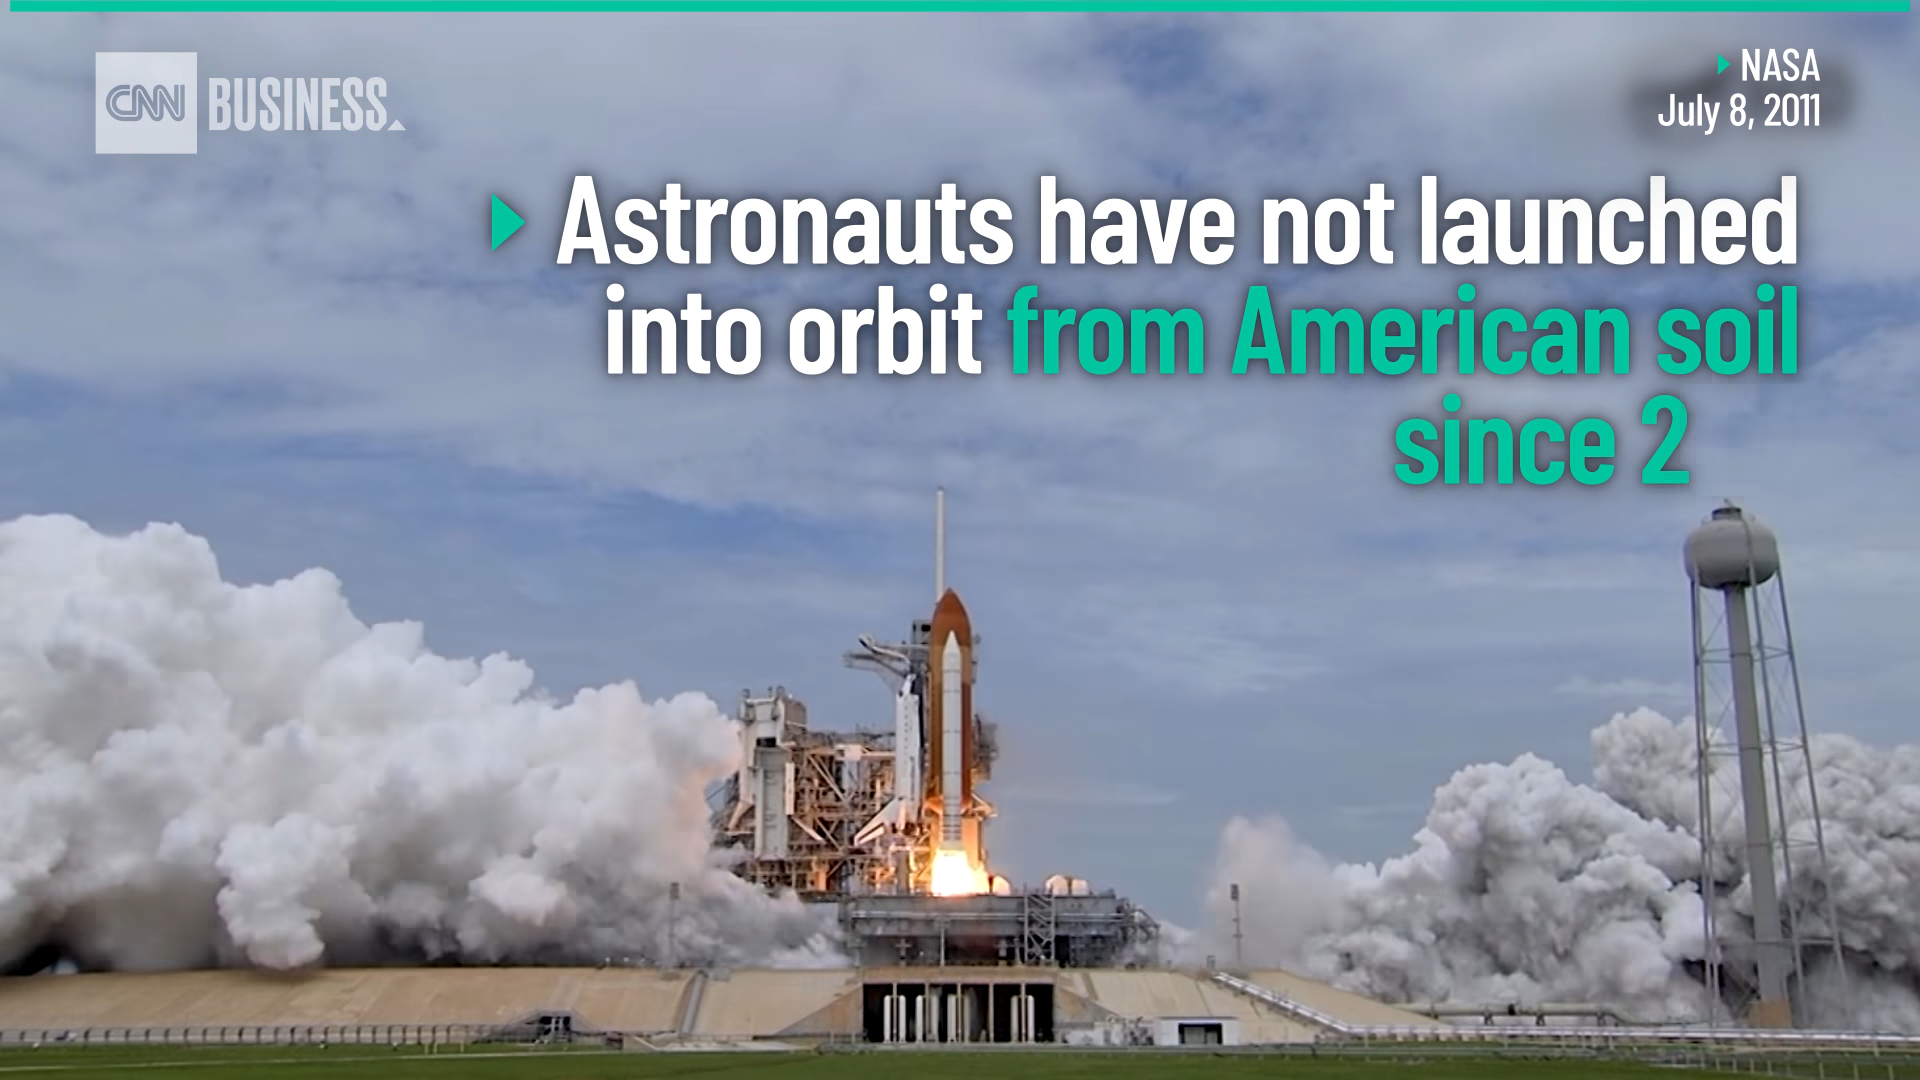 CNN BUSINESS
NASA
July 8, 2011
Astronauts have not launched
into orbit from American soil
since 2